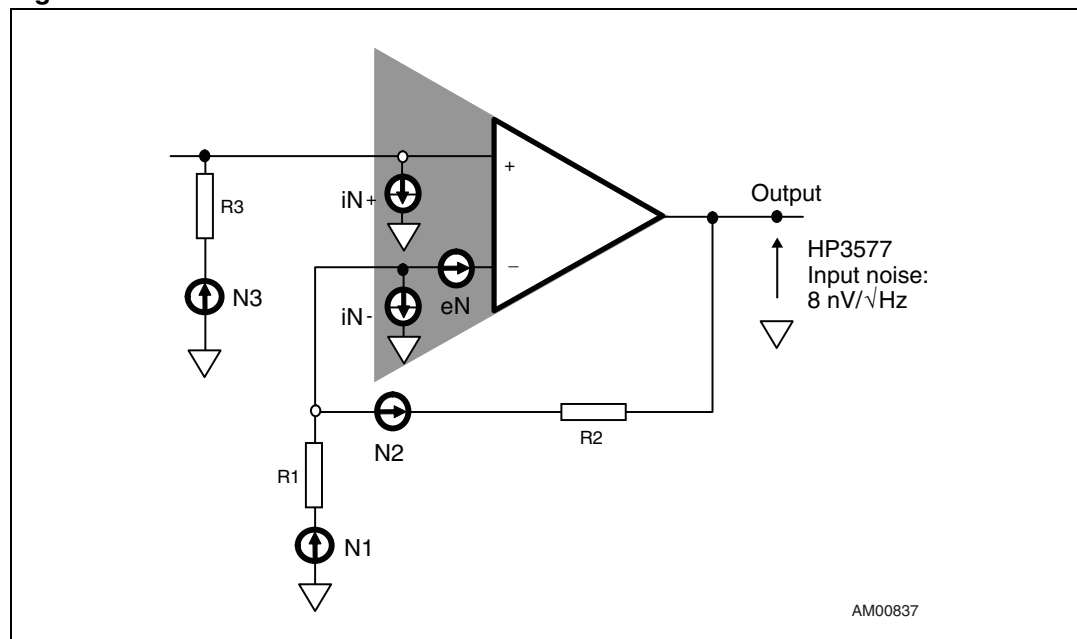 +
R3
iN+
Output
HP3577
Input noise:
8 nV/√Hz
−
N3
eN
iN-
N2
R2
R1
N1
AM00837